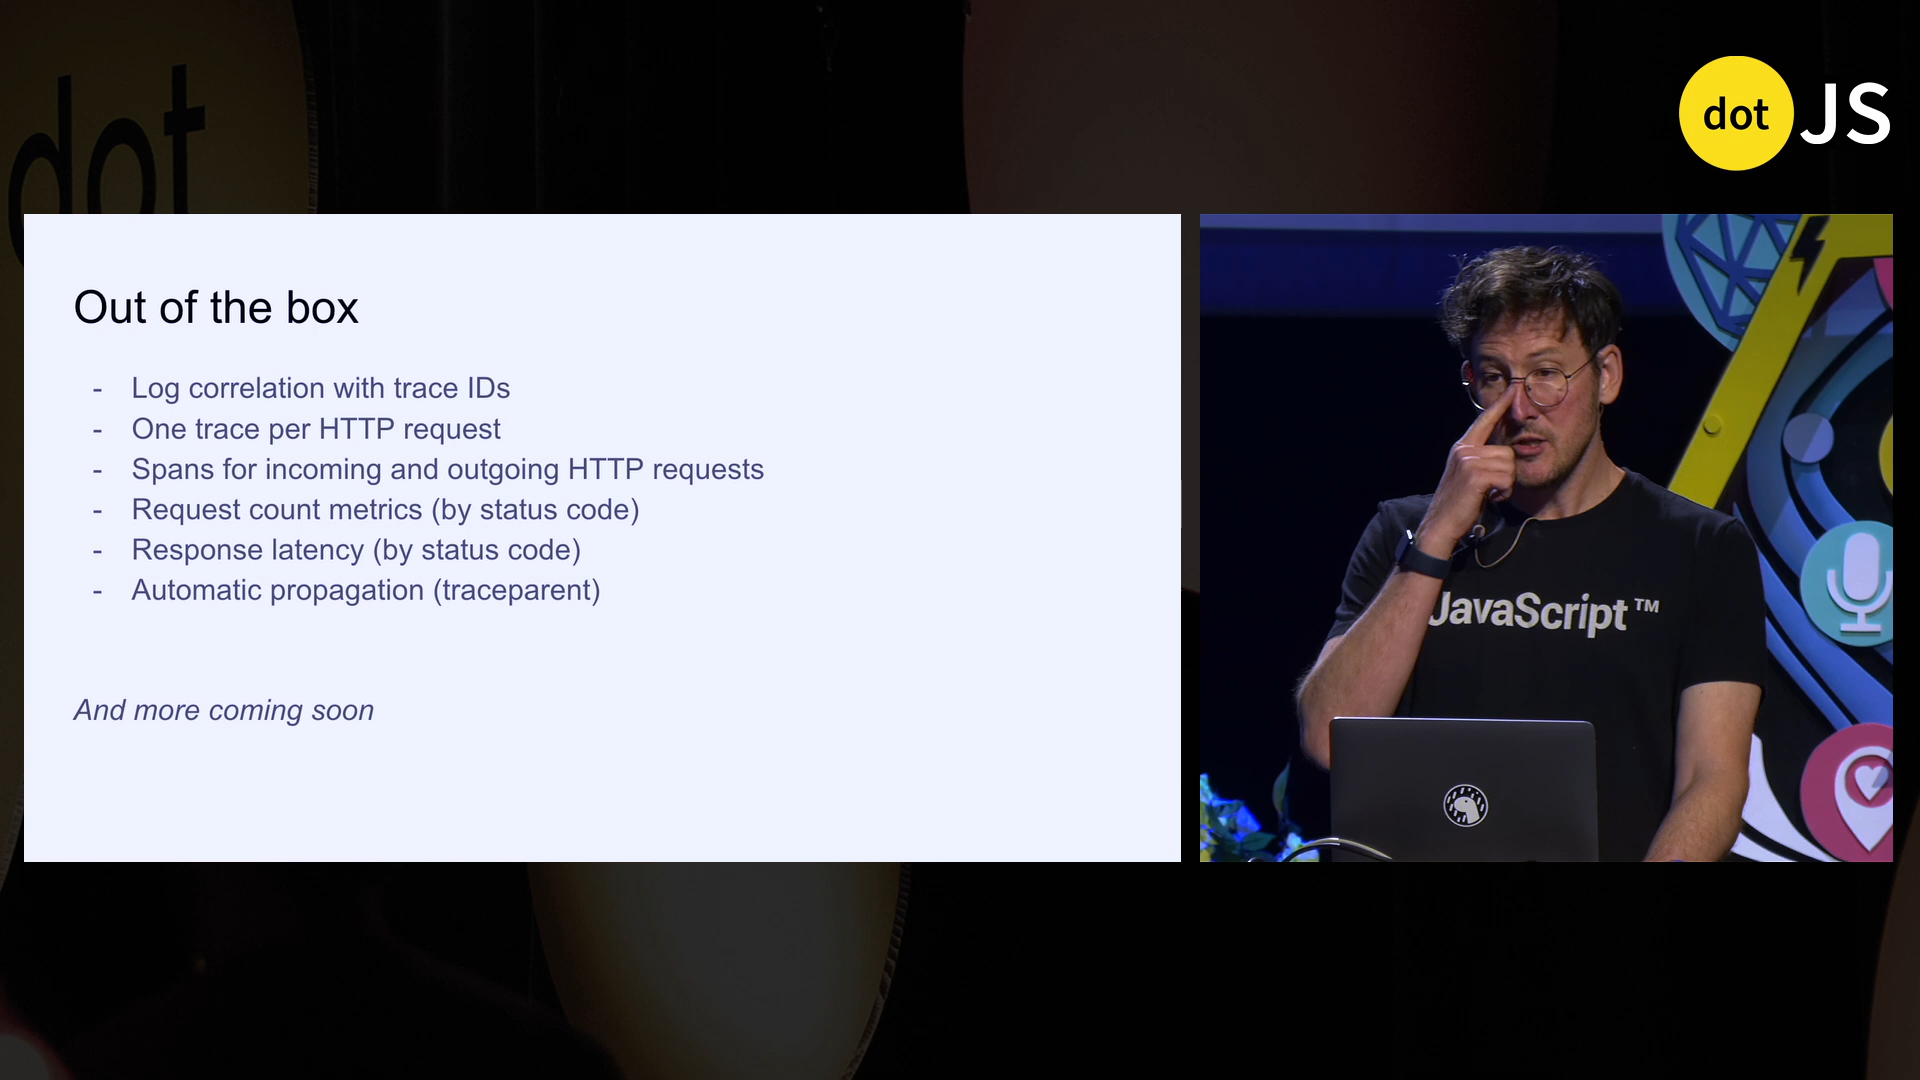 dot
dot JS
Out of the box
- Log correlation with trace IDs
- One trace per HTTP request
- Spans for incoming and outgoing HTTP requests
- Request count metrics (by status code)
- Response latency (by status code)
- Automatic propagation (traceparent)
And more coming soon
JavaScript™